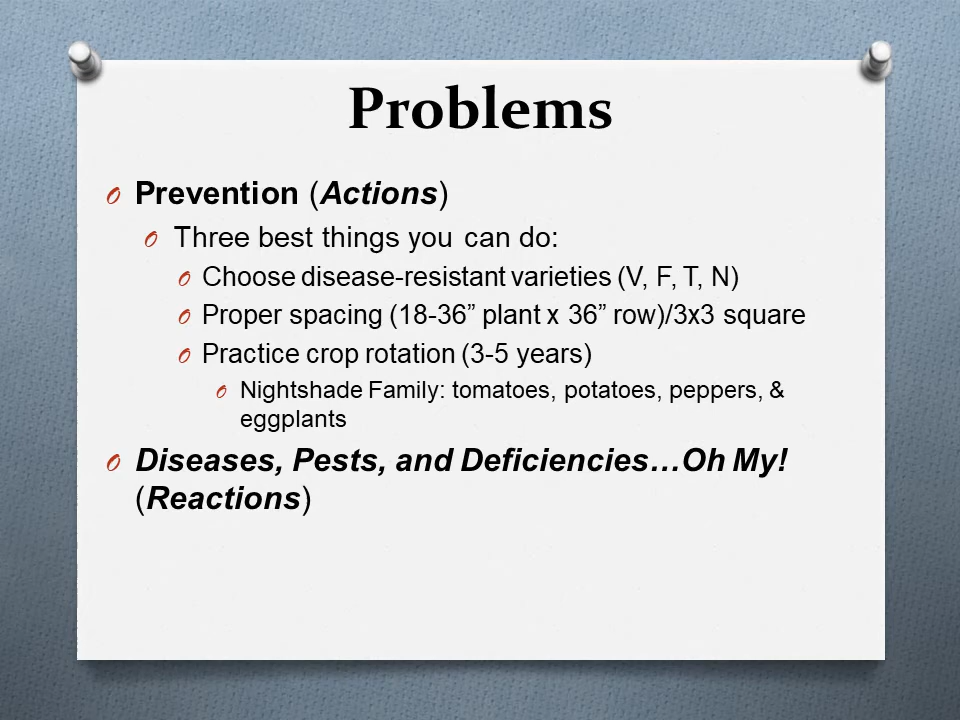 Problems
Prevention (Actions)
Three best things you can do:
Choose disease-resistant varieties (V, F, T, N)
Proper spacing (18-36” plant x 36” row)/3x3 square
Practice crop rotation (3-5 years)
Nightshade Family: tomatoes, potatoes, peppers, &
eggplants
Diseases, Pests, and Deficiencies…Oh My!
(Reactions)